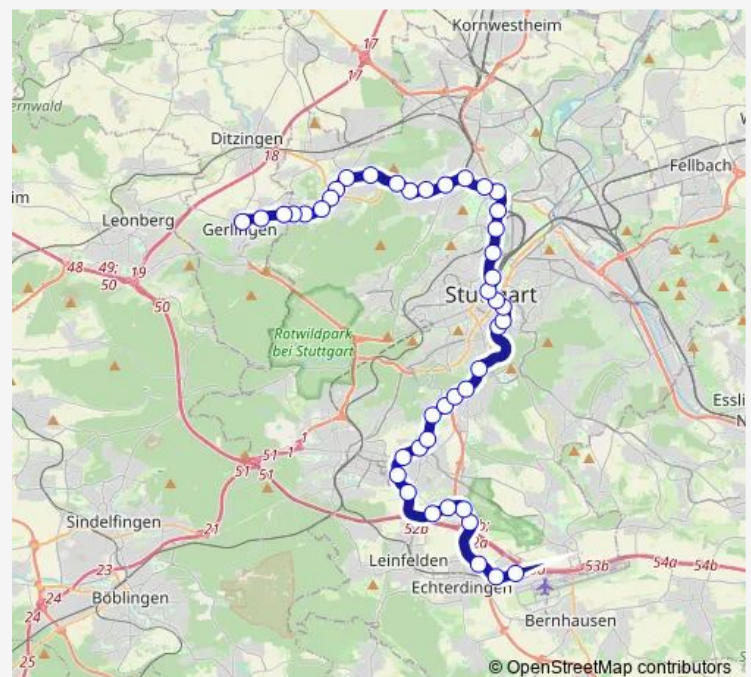 Kornwestheim
17
17
ernwald
Ditzingen
18
Fellbach
im
Leonberg
Gerlingen
48
49;
50
19
50
Stuttgart
Rotwildpark
bei Stuttgart
Essli
N
51
1
1
51
51
Sindelfingen
21
52b
Leinfelden
23
53b
54a
54b
24
Böblingen
Echterdingen
24
Bernhausen
25
© OpenStreetMap contributors